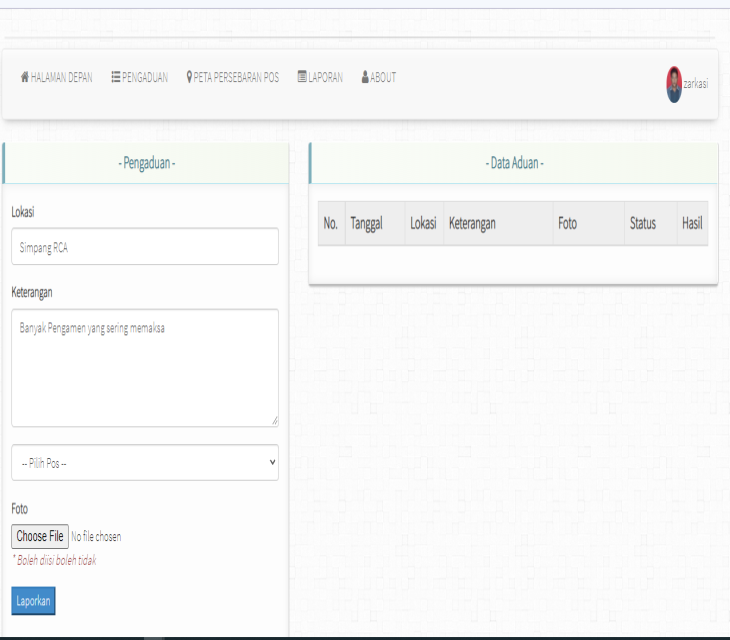 HALAMAN DEPAN PENGADUAN PETA PERSEBARAN POS LAPORAN ABOUT zarkasi
- Pengaduan -
Lokasi
Simpang RCA
Keterangan
Banyak Pengamen yang sering memaksa
-- Pilih Pos --
Foto
Choose File No file chosen
* Boleh diisi boleh tidak
Laporkan
- Data Aduan -
No. Tanggal Lokasi Keterangan Foto Status Hasil